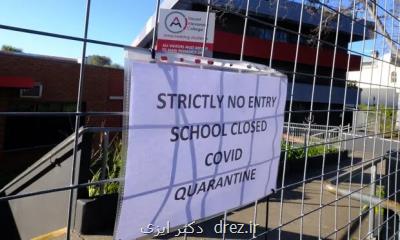 STRICTLY NO ENTRY
SCHOOL CLOSED
COVID
QUARANTINE
دکتر ایزی drez.ir